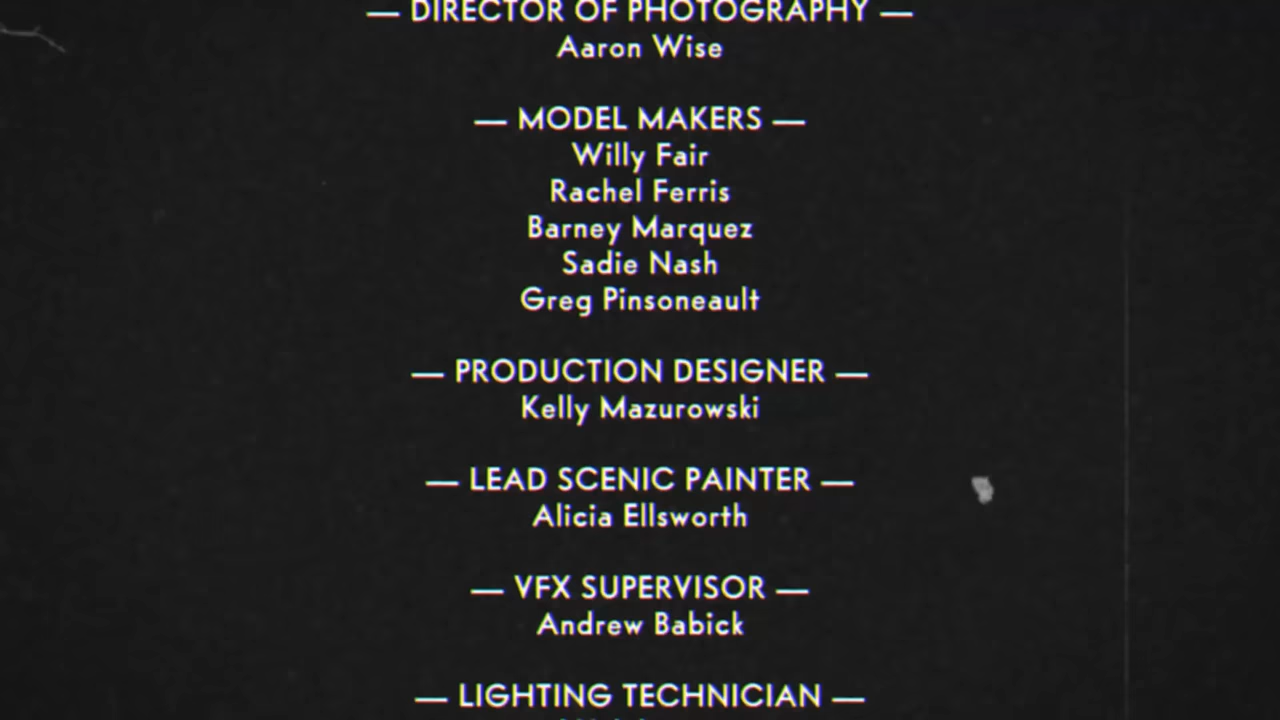 — DIRECTOR OF PHOTOGRAPHY —
Aaron Wise
— MODEL MAKERS —
Willy Fair
Rachel Ferris
Barney Marquez
Sadie Nash
Greg Pinsoneault
— PRODUCTION DESIGNER —
Kelly Mazurowski
— LEAD SCENIC PAINTER —
Alicia Ellsworth
— VFX SUPERVISOR —
Andrew Babick
— LIGHTING TECHNICIAN —